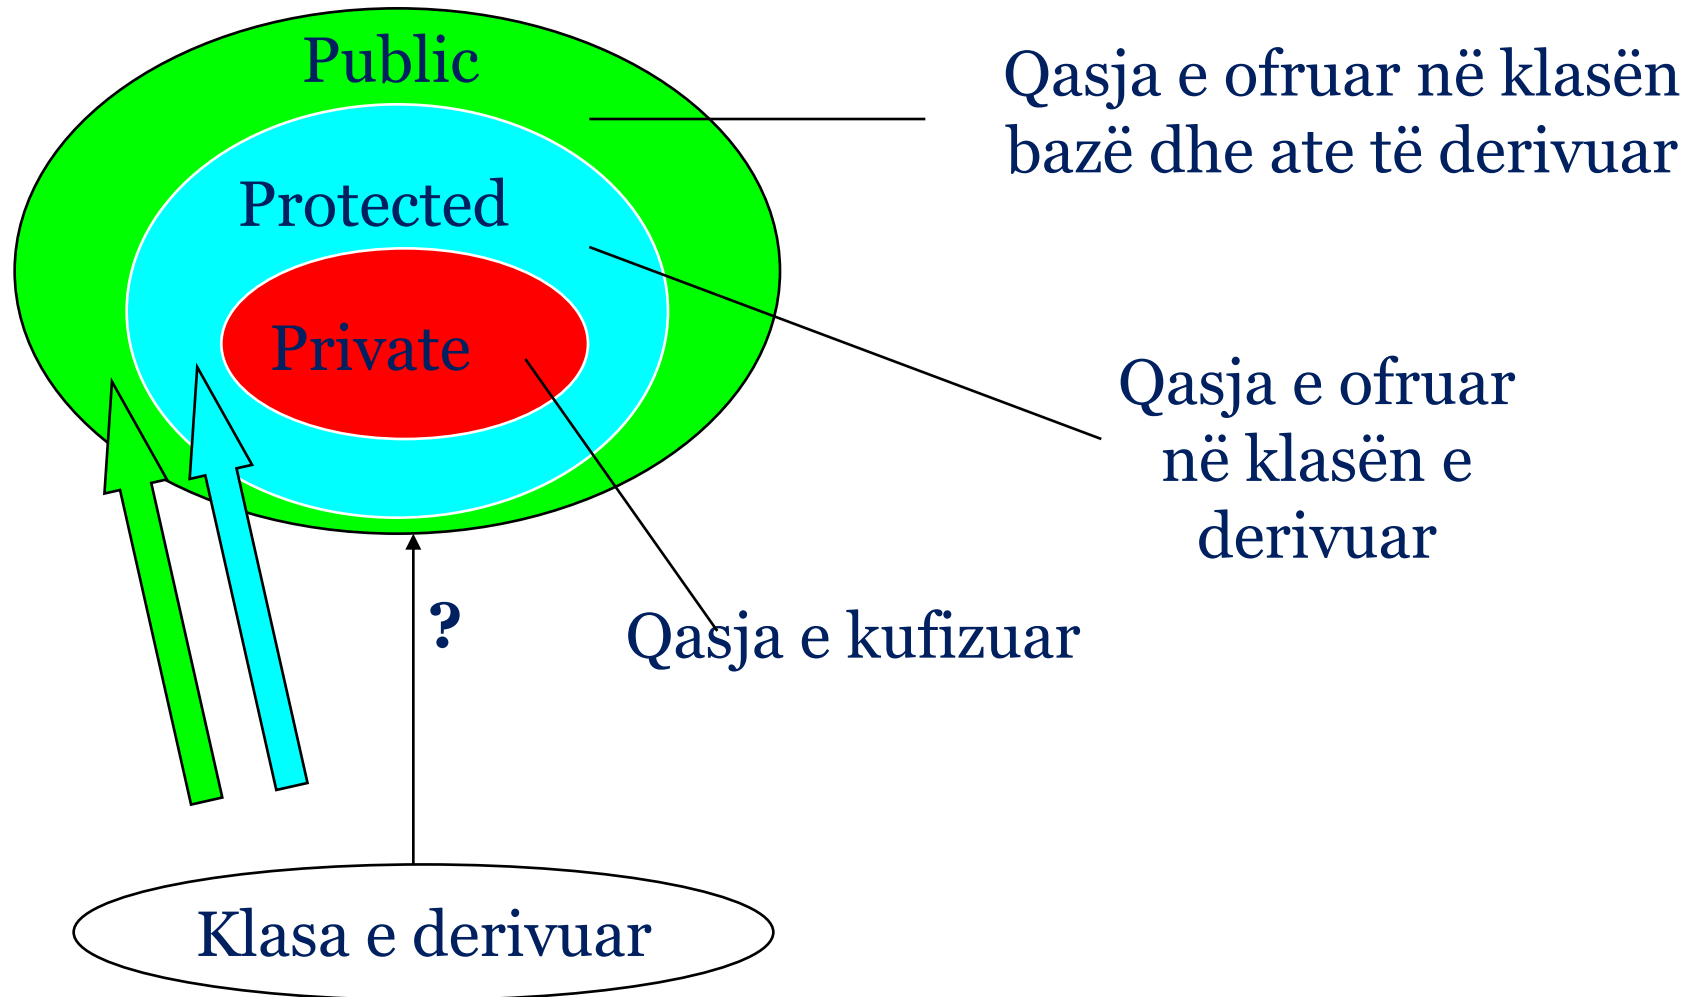 Public
Qasja e ofruar në klasën
bazë dhe ate të derivuar
Protected
Private
Qasja e ofruar
në klasën e
derivuar
?
Qasja e kufizuar
Klasa e derivuar